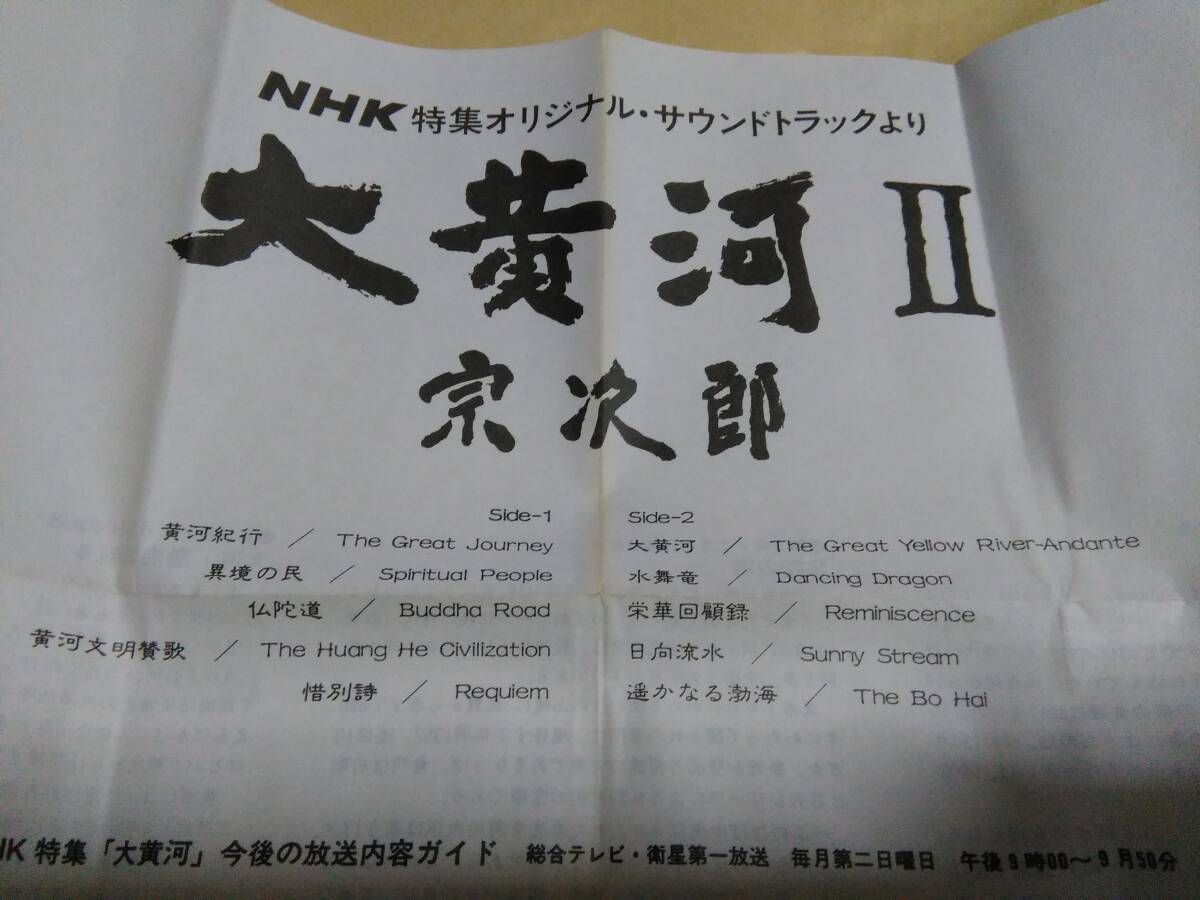 NHK特集オリジナル・サウンドトラックより
大黄河II
宗次郎
Side-1
黄河紀行 / The Great Journey
異境の民 / Spiritual People
仏陀道 / Buddha Road
黄河文明賛歌 / The Huang He Civilization
惜別詩 / Requiem
Side-2
大黄河 / The Great Yellow River-Andante
水舞竜 / Dancing Dragon
栄華回顧録 / Reminiscence
日向流水 / Sunny Stream
遥かなる渤海 / The Bo Hai
HK 特集「大黄河」今後の放送内容ガイド 総合テレビ・衛星第一放送 毎月第二日曜日 午後9時00〜9月50分